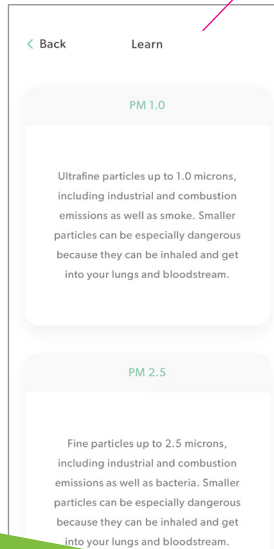 Back
Learn
PM 1.0
Ultrafine particles up to 1.0 microns,
including industrial and combustion
emissions as well as smoke. Smaller
particles can be especially dangerous
because they can be inhaled and get
into your lungs and bloodstream.
PM 2.5
Fine particles up to 2.5 microns,
including industrial and combustion
emissions as well as bacteria. Smaller
particles can be especially dangerous
because they can be inhaled and get
into your lungs and bloodstream.